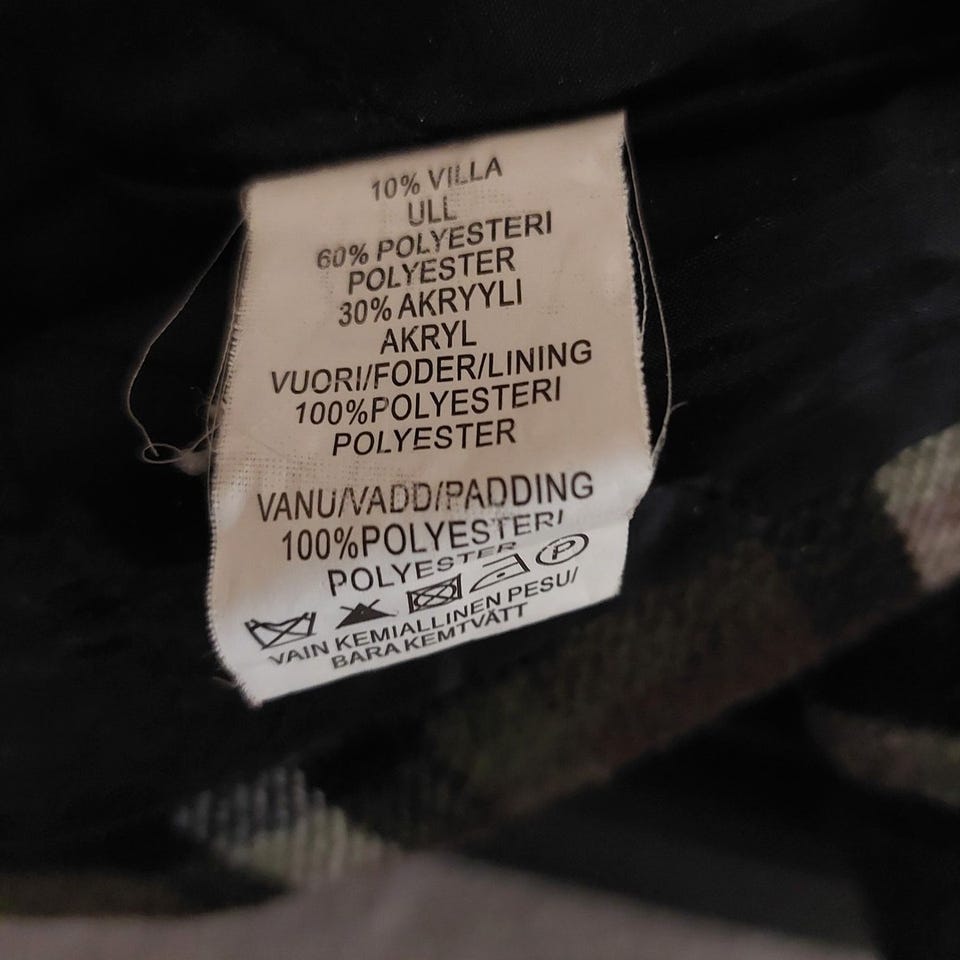 10% VILLA
ULL
60% POLYESTERI
POLYESTER
30% AKRYYLI
AKRYL
VUORI/FODER/LINING
100%POLYESTERI
POLYESTER
VANU/VADD/PADDING
100%POLYESTERI
POLYESTER
P
VAIN KEMIALLINEN PESU/
BARA KEMTVÄTT